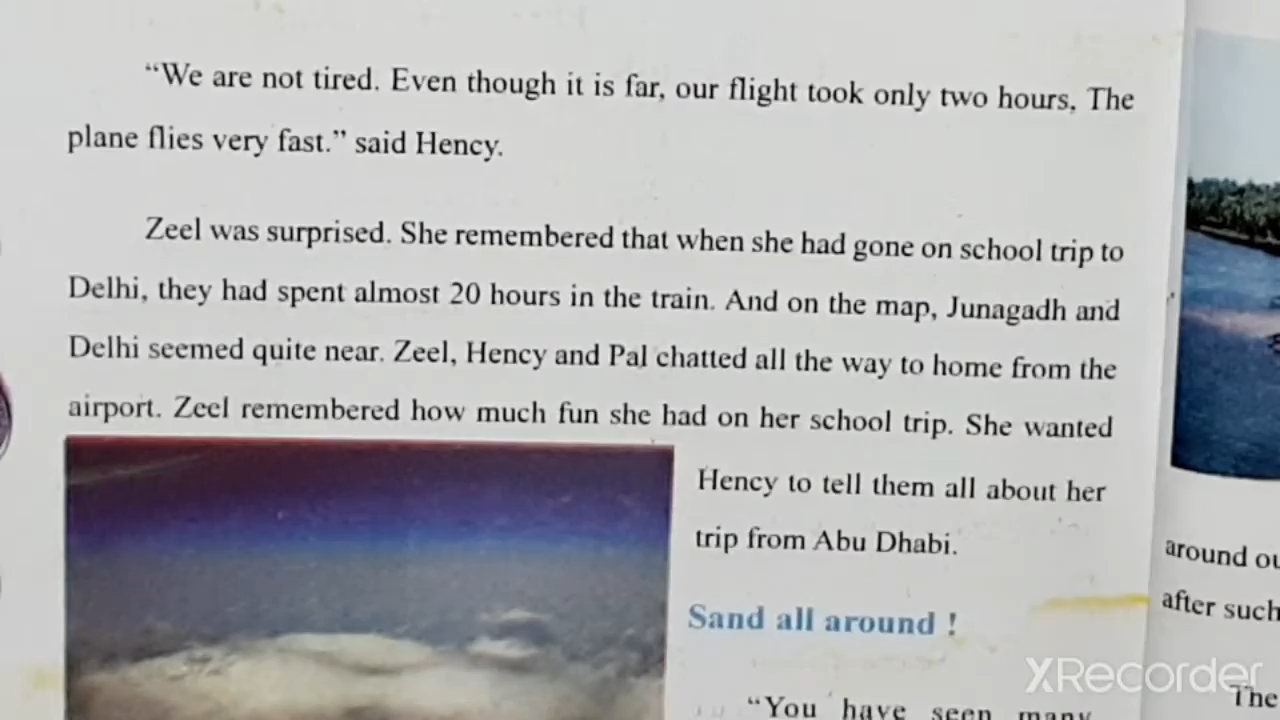 “We are not tired. Even though it is far, our flight took only two hours. The
plane flies very fast.” said Hency.
Zeel was surprised. She remembered that when she had gone on school trip to
Delhi, they had spent almost 20 hours in the train. And on the map, Junagadh and
Delhi seemed quite near. Zeel, Hency and Pal chatted all the way to home from the
airport. Zeel remembered how much fun she had on her school trip. She wanted
Hency to tell them all about her
trip from Abu Dhabi.
Sand all around !
“You have seen many
around
after such
The
XRecorder